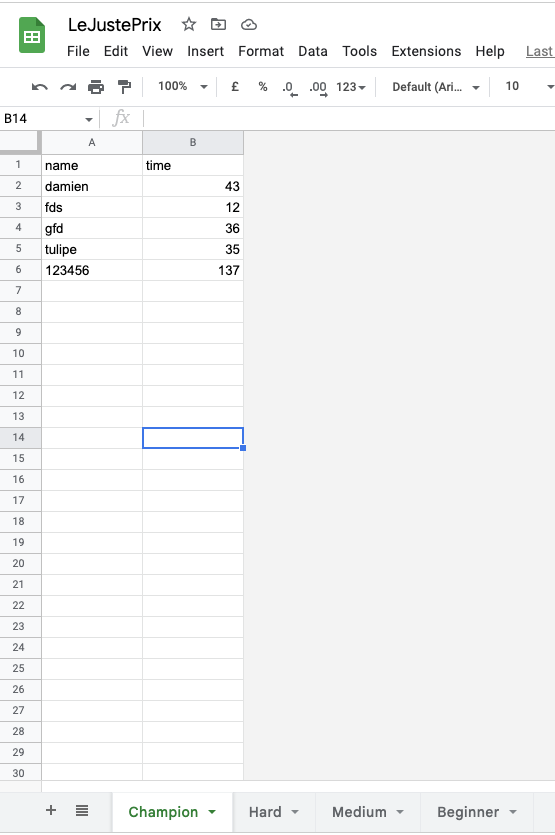 LeJustePrix
File Edit View Insert Format Data Tools Extensions Help Last
100% £ % .0 .00 123 Default (Ari... 10
B14 fx
A B
1 name time
2 damien 43
3 fds 12
4 gfd 36
5 tulipe 35
6 123456 137
7
8
9
10
11
12
13
14
15
16
17
18
19
20
21
22
23
24
25
26
27
28
29
30
+ Champion Hard Medium Beginner